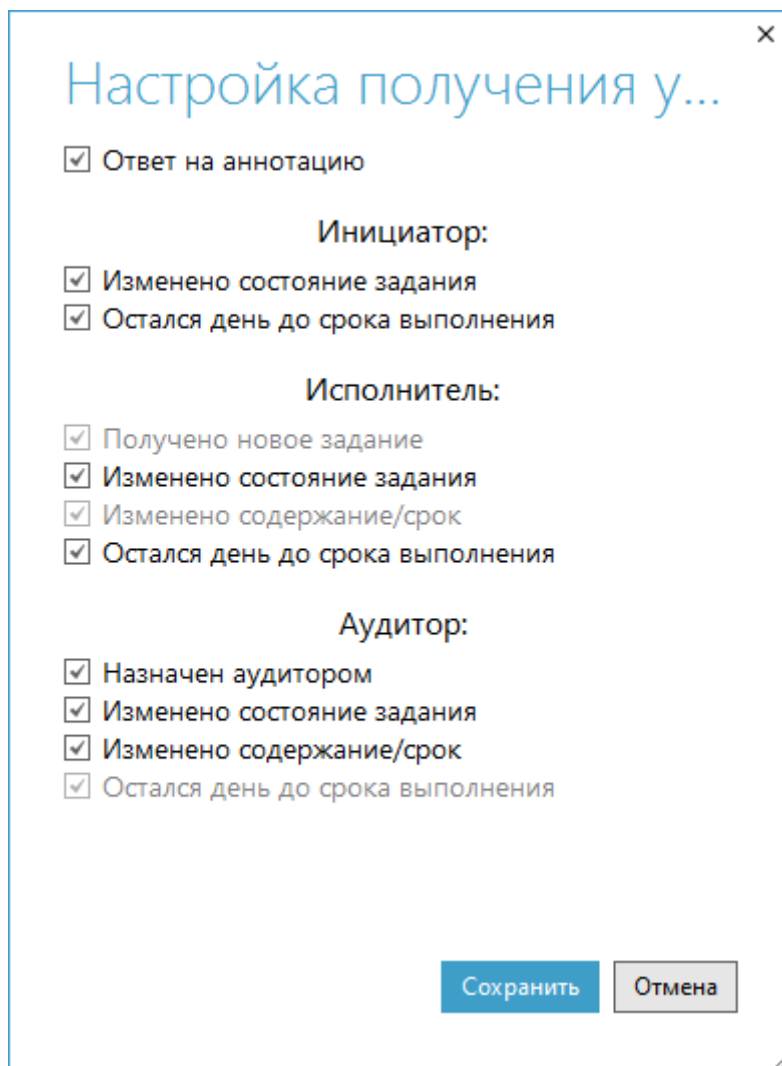 Настройка получения у...
Ответ на аннотацию
Инициатор:
Изменено состояние задания
Остался день до срока выполнения
Исполнитель:
Получено новое задание
Изменено состояние задания
Изменено содержание/срок
Остался день до срока выполнения
Аудитор:
Назначен аудитором
Изменено состояние задания
Изменено содержание/срок
Остался день до срока выполнения
Сохранить Отмена